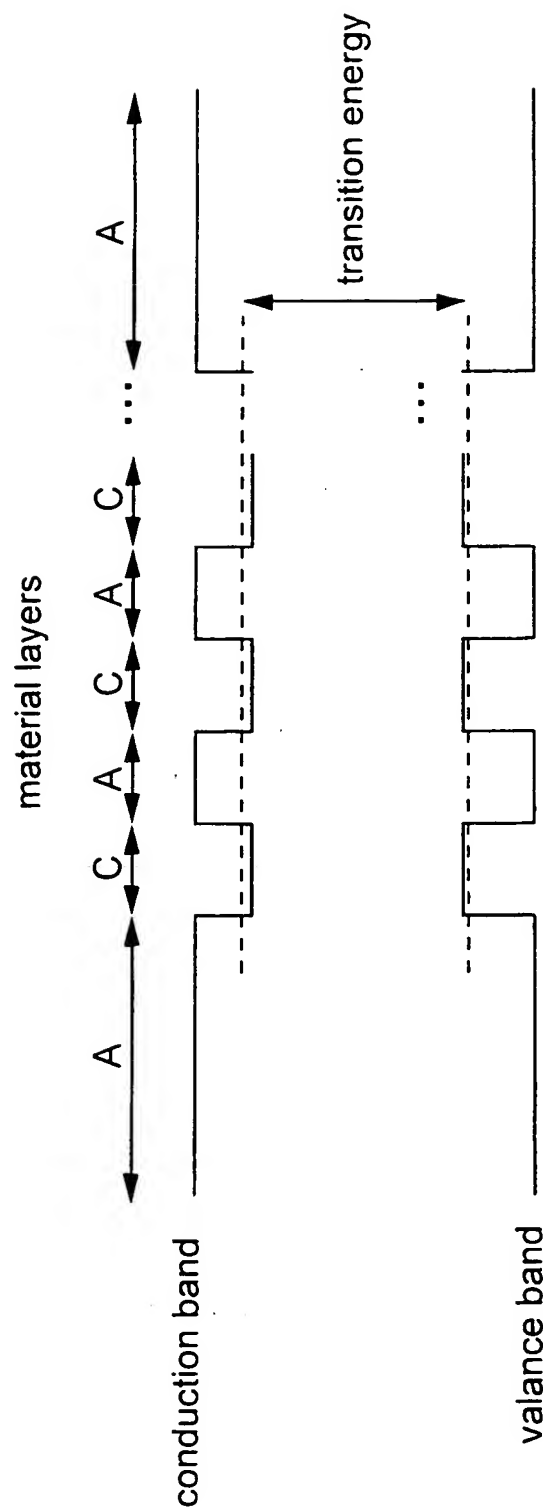 material layers
A
C
A
C
A
C
...
A
conduction band
transition energy
...
valance band